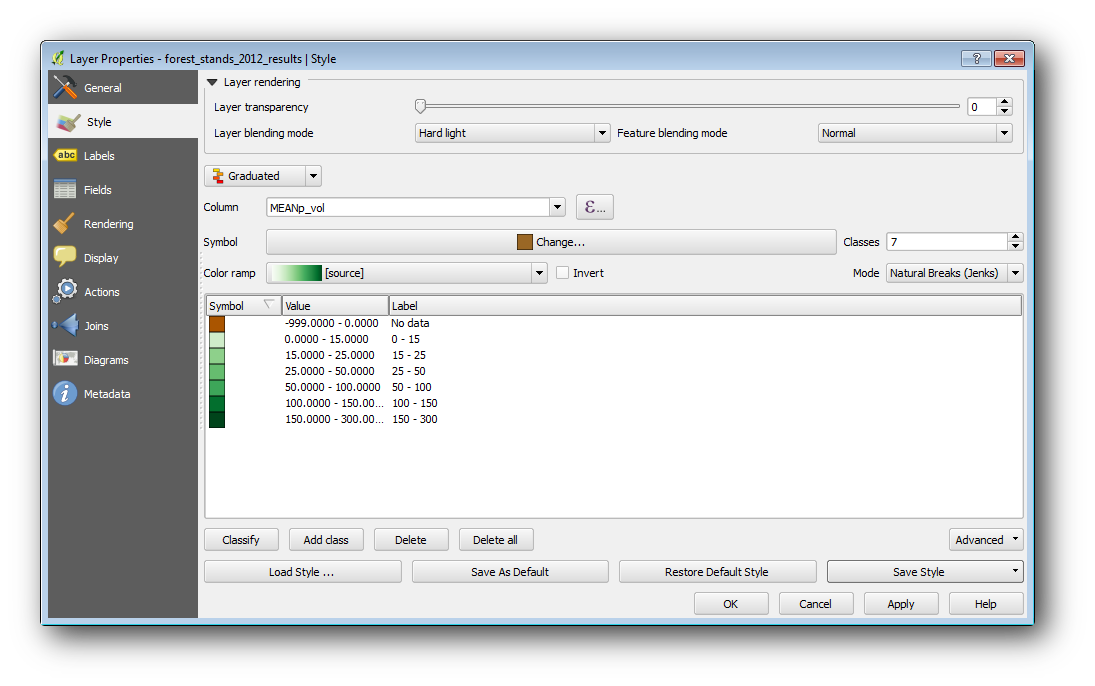 Layer Properties - forest_stands_2012_results | Style
General
Style
abc Labels
Fields
Rendering
Display
Actions
Joins
Diagrams
i Metadata
Layer rendering
Layer transparency 0
Layer blending mode Hard light Feature blending mode Normal
Graduated
Column MEANp_vol ε...
Symbol Change... Classes 7
Color ramp [source] Invert Mode Natural Breaks (Jenks)
Symbol Value Label
-999.0000 - 0.0000 No data
0.0000 - 15.0000 0 - 15
15.0000 - 25.0000 15 - 25
25.0000 - 50.0000 25 - 50
50.0000 - 100.0000 50 - 100
100.0000 - 150.00... 100 - 150
150.0000 - 300.00... 150 - 300
Classify Add class Delete Delete all Advanced
Load Style ... Save As Default Restore Default Style Save Style
OK Cancel Apply Help